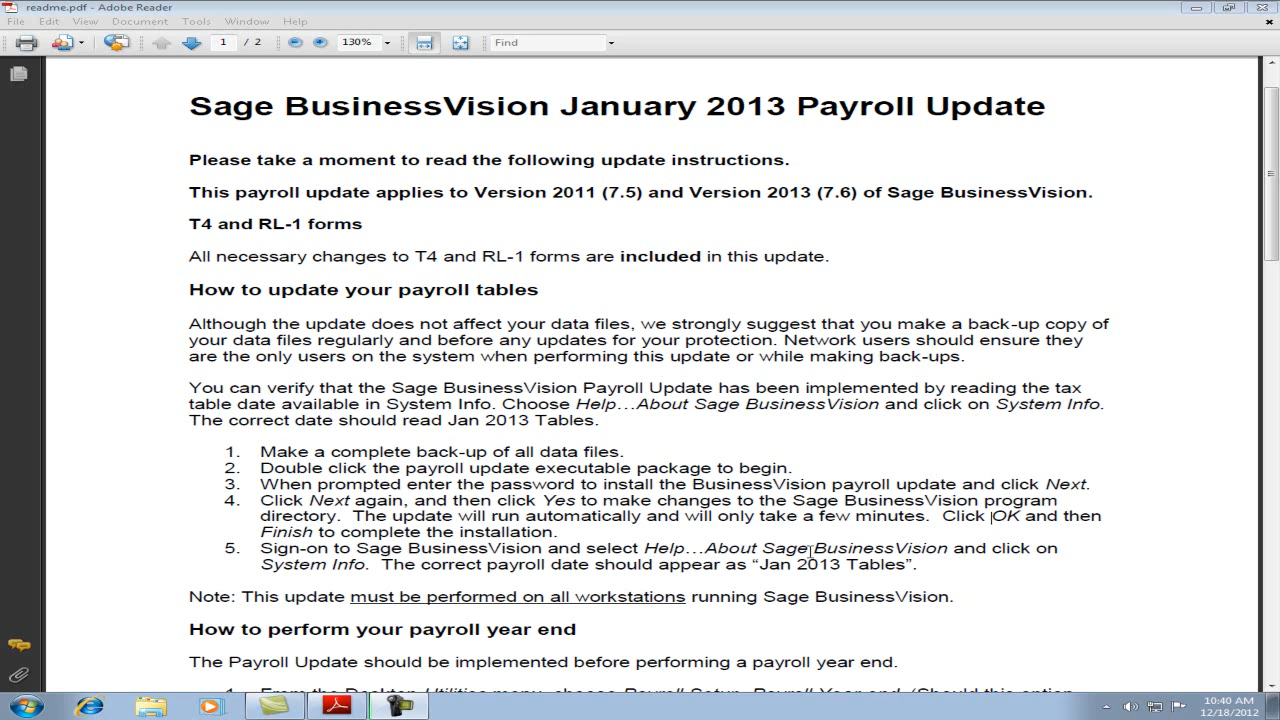 readme.pdf - Adobe Reader
File Edit View Document Tools Window Help
1 / 2 130% Find
Sage BusinessVision January 2013 Payroll Update
Please take a moment to read the following update instructions.
This payroll update applies to Version 2011 (7.5) and Version 2013 (7.6) of Sage BusinessVision.
T4 and RL-1 forms
All necessary changes to T4 and RL-1 forms are included in this update.
How to update your payroll tables
Although the update does not affect your data files, we strongly suggest that you make a back-up copy of
your data files regularly and before any updates for your protection. Network users should ensure they
are the only users on the system when performing this update or while making back-ups.
You can verify that the Sage BusinessVision Payroll Update has been implemented by reading the tax
table date available in System Info. Choose Help…About Sage BusinessVision and click on System Info.
The correct date should read Jan 2013 Tables.
1. Make a complete back-up of all data files.
2. Double click the payroll update executable package to begin.
3. When prompted enter the password to install the BusinessVision payroll update and click Next.
4. Click Next again, and then click Yes to make changes to the Sage BusinessVision program
directory. The update will run automatically and will only take a few minutes. Click OK and then
Finish to complete the installation.
5. Sign-on to Sage BusinessVision and select Help…About Sage BusinessVision and click on
System Info. The correct payroll date should appear as “Jan 2013 Tables”.
Note: This update must be performed on all workstations running Sage BusinessVision.
How to perform your payroll year end
The Payroll Update should be implemented before performing a payroll year end.
10:40 AM
12/18/2012